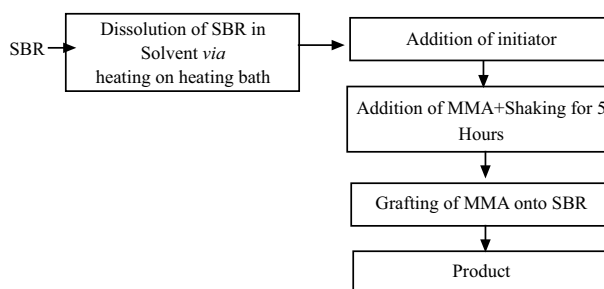 SBR
Dissolution of SBR in
Solvent via
heating on heating bath
Addition of initiator
Addition of MMA+Shaking for 5
Hours
Grafting of MMA onto SBR
Product